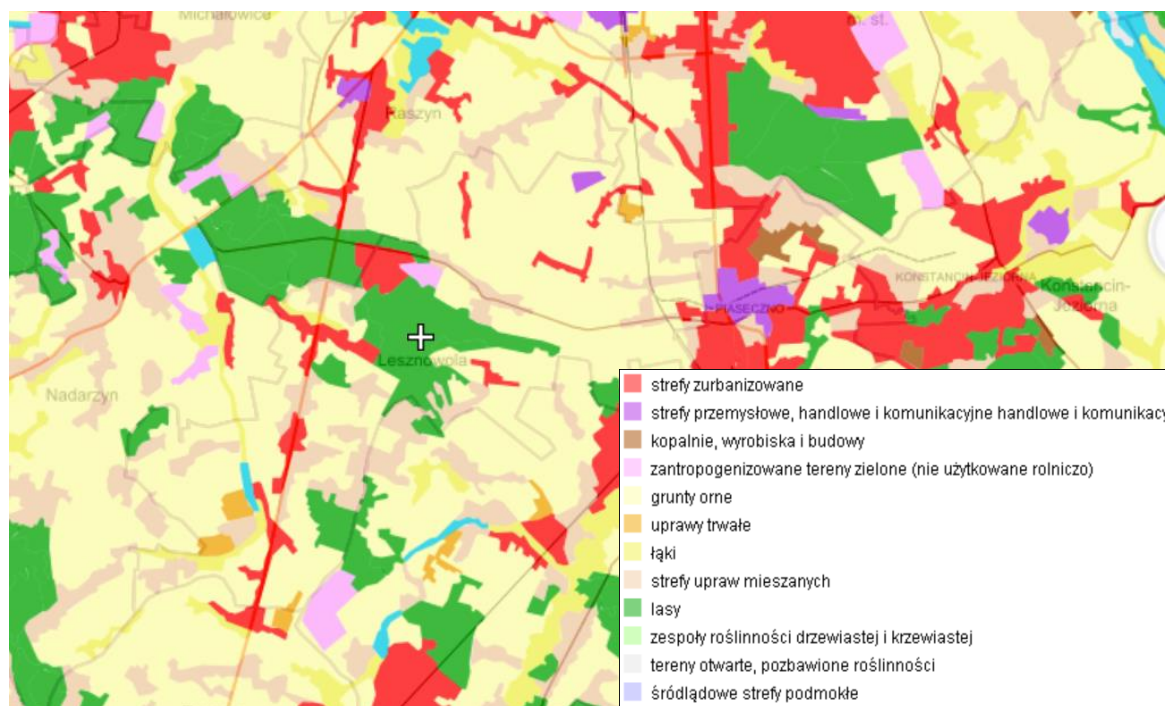 Michałowice
m. st.
Raszyn
KONSTANCIN-JEZIORNA
Konstancin-
Jeziorna
PIASECZNO
Lesznowola
Nadarzyn
strefy zurbanizowane
strefy przemysłowe, handlowe i komunikacyjne handlowe i komunikacy
kopalnie, wyrobiska i budowy
zantropogenizowane tereny zielone (nie użytkowane rolniczo)
grunty orne
uprawy trwałe
łąki
strefy upraw mieszanych
lasy
zespoły roślinności drzewiastej i krzewiastej
tereny otwarte, pozbawione roślinności
śródlądowe strefy podmokłe